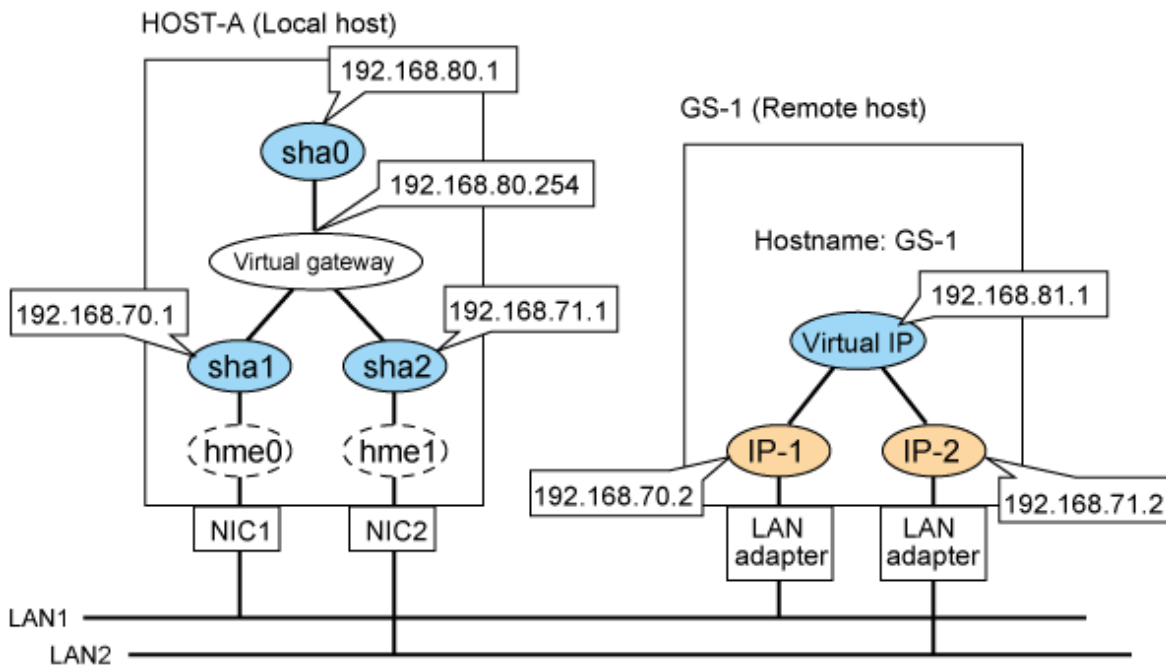 HOST-A (Local host)
192.168.80.1
GS-1 (Remote host)
sha0
192.168.80.254
Hostname: GS-1
Virtual gateway
192.168.70.1
192.168.71.1
192.168.81.1
sha1
sha2
Virtual IP
hme0
hme1
IP-1
IP-2
192.168.70.2
192.168.71.2
NIC1
NIC2
LAN
adapter
LAN
adapter
LAN1
LAN2